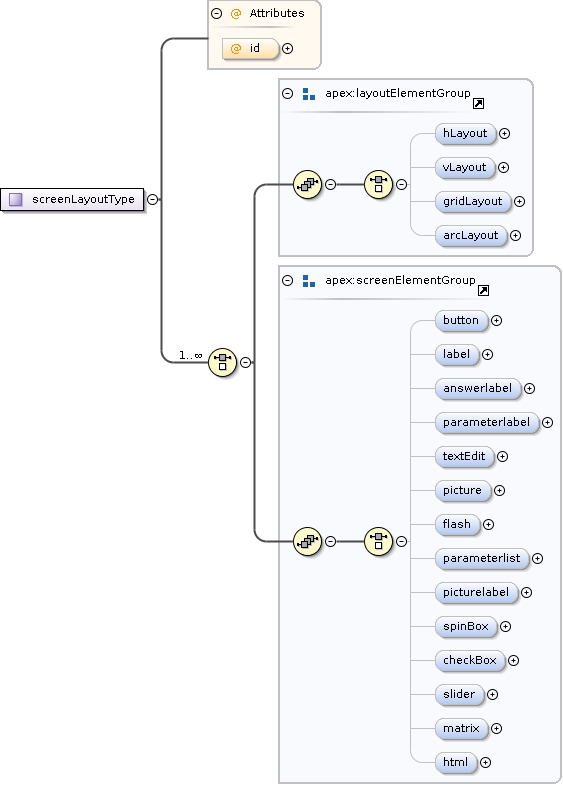 Attributes
@ id
apex:layoutElementGroup
hLayout
vLayout
screenLayoutType
gridLayout
arcLayout
apex:screenElementGroup
button
1..∞
label
answerlabel
parameterlabel
textEdit
picture
flash
parameterlist
picturelabel
spinBox
checkBox
slider
matrix
html